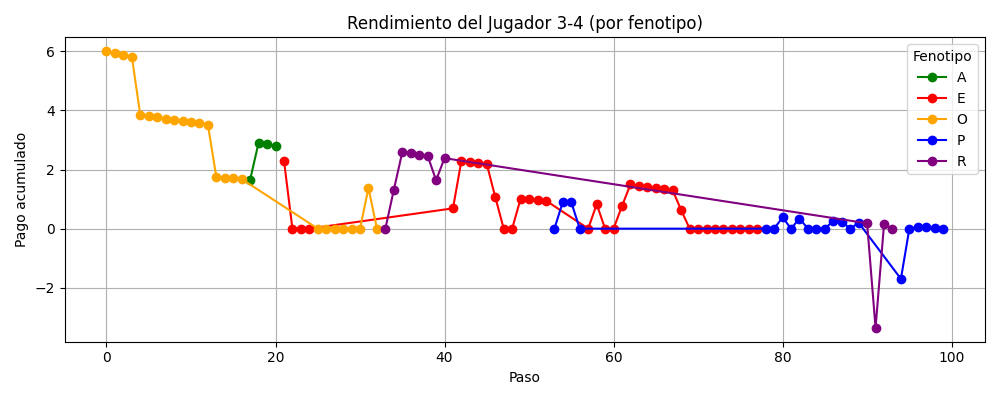 Rendimiento del Jugador 3-4 (por fenotipo)
Pago acumulado
6
4
2
0
−2
0 20 40 60 80 100
Paso
Fenotipo
A
E
O
P
R